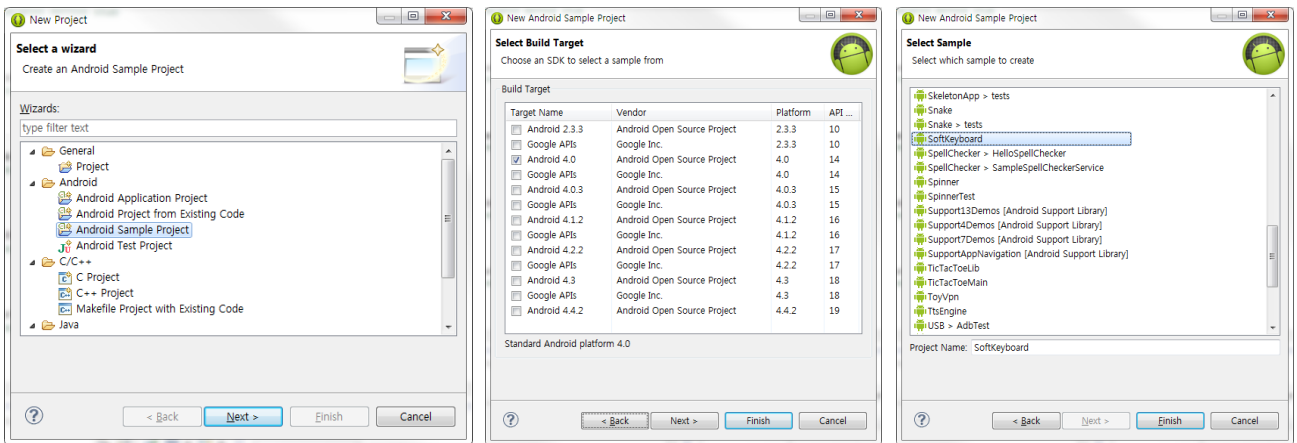 New Project
Select a wizard
Create an Android Sample Project
Wizards:
type filter text
General
Project
Android
Android Application Project
Android Project from Existing Code
Android Sample Project
Android Test Project
C/C++
C Project
C++ Project
Makefile Project with Existing Code
Java
< Back Next > Finish Cancel
New Android Sample Project
Select Build Target
Choose an SDK to select a sample from
Build Target
Target Name Vendor Platform API ...
Android 2.3.3 Android Open Source Project 2.3.3 10
Google APIs Google Inc. 2.3.3 10
Android 4.0 Android Open Source Project 4.0 14
Google APIs Google Inc. 4.0 14
Android 4.0.3 Android Open Source Project 4.0.3 15
Google APIs Google Inc. 4.0.3 15
Android 4.1.2 Android Open Source Project 4.1.2 16
Google APIs Google Inc. 4.1.2 16
Android 4.2.2 Android Open Source Project 4.2.2 17
Google APIs Google Inc. 4.2.2 17
Android 4.3 Android Open Source Project 4.3 18
Google APIs Google Inc. 4.3 18
Android 4.4.2 Android Open Source Project 4.4.2 19
Standard Android platform 4.0
< Back Next > Finish Cancel
New Android Sample Project
Select Sample
Select which sample to create
SkeletonApp > tests
Snake
Snake > tests
SoftKeyboard
SpellChecker > HelloSpellChecker
SpellChecker > SampleSpellCheckerService
Spinner
SpinnerTest
Support13Demos [Android Support Library]
Support4Demos [Android Support Library]
Support7Demos [Android Support Library]
SupportAppNavigation [Android Support Library]
TicTacToeLib
TicTacToeMain
ToyVpn
TtsEngine
USB > AdbTest
Project Name: SoftKeyboard
< Back Next > Finish Cancel